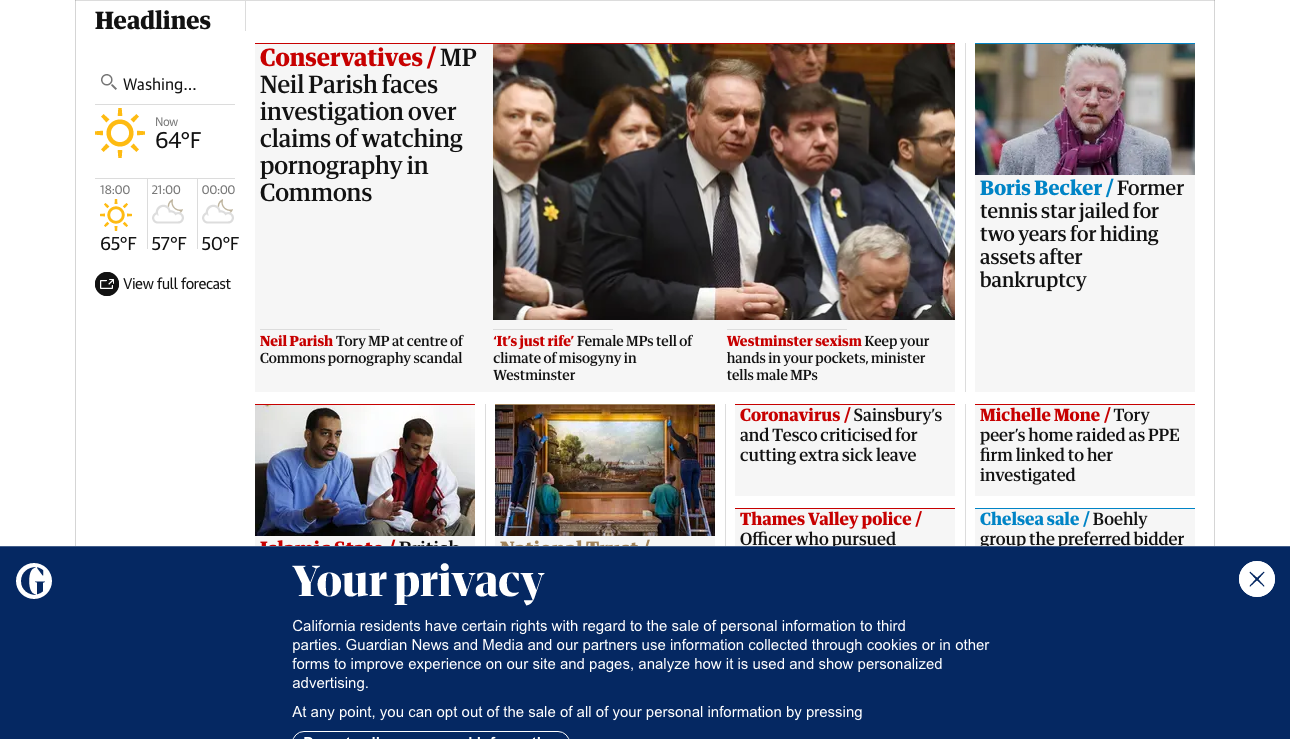 Headlines
Washing...
Now
64°F
18:00
21:00
00:00
65°F
57°F
50°F
View full forecast
Conservatives / MP
Neil Parish faces
investigation over
claims of watching
pornography in
Commons
Neil Parish Tory MP at centre of
Commons pornography scandal
‘It’s just rife’ Female MPs tell of
climate of misogyny in
Westminster
Westminster sexism Keep your
hands in your pockets, minister
tells male MPs
Boris Becker / Former
tennis star jailed for
two years for hiding
assets after
bankruptcy
Islamic State / British
National Trust /
Coronavirus / Sainsbury’s
and Tesco criticised for
cutting extra sick leave
Thames Valley police /
Officer who pursued
Michelle Mone / Tory
peer’s home raided as PPE
firm linked to her
investigated
Chelsea sale / Boehly
group the preferred bidder
Your privacy
California residents have certain rights with regard to the sale of personal information to third
parties. Guardian News and Media and our partners use information collected through cookies or in other
forms to improve experience on our site and pages, analyze how it is used and show personalized
advertising.
At any point, you can opt out of the sale of all of your personal information by pressing